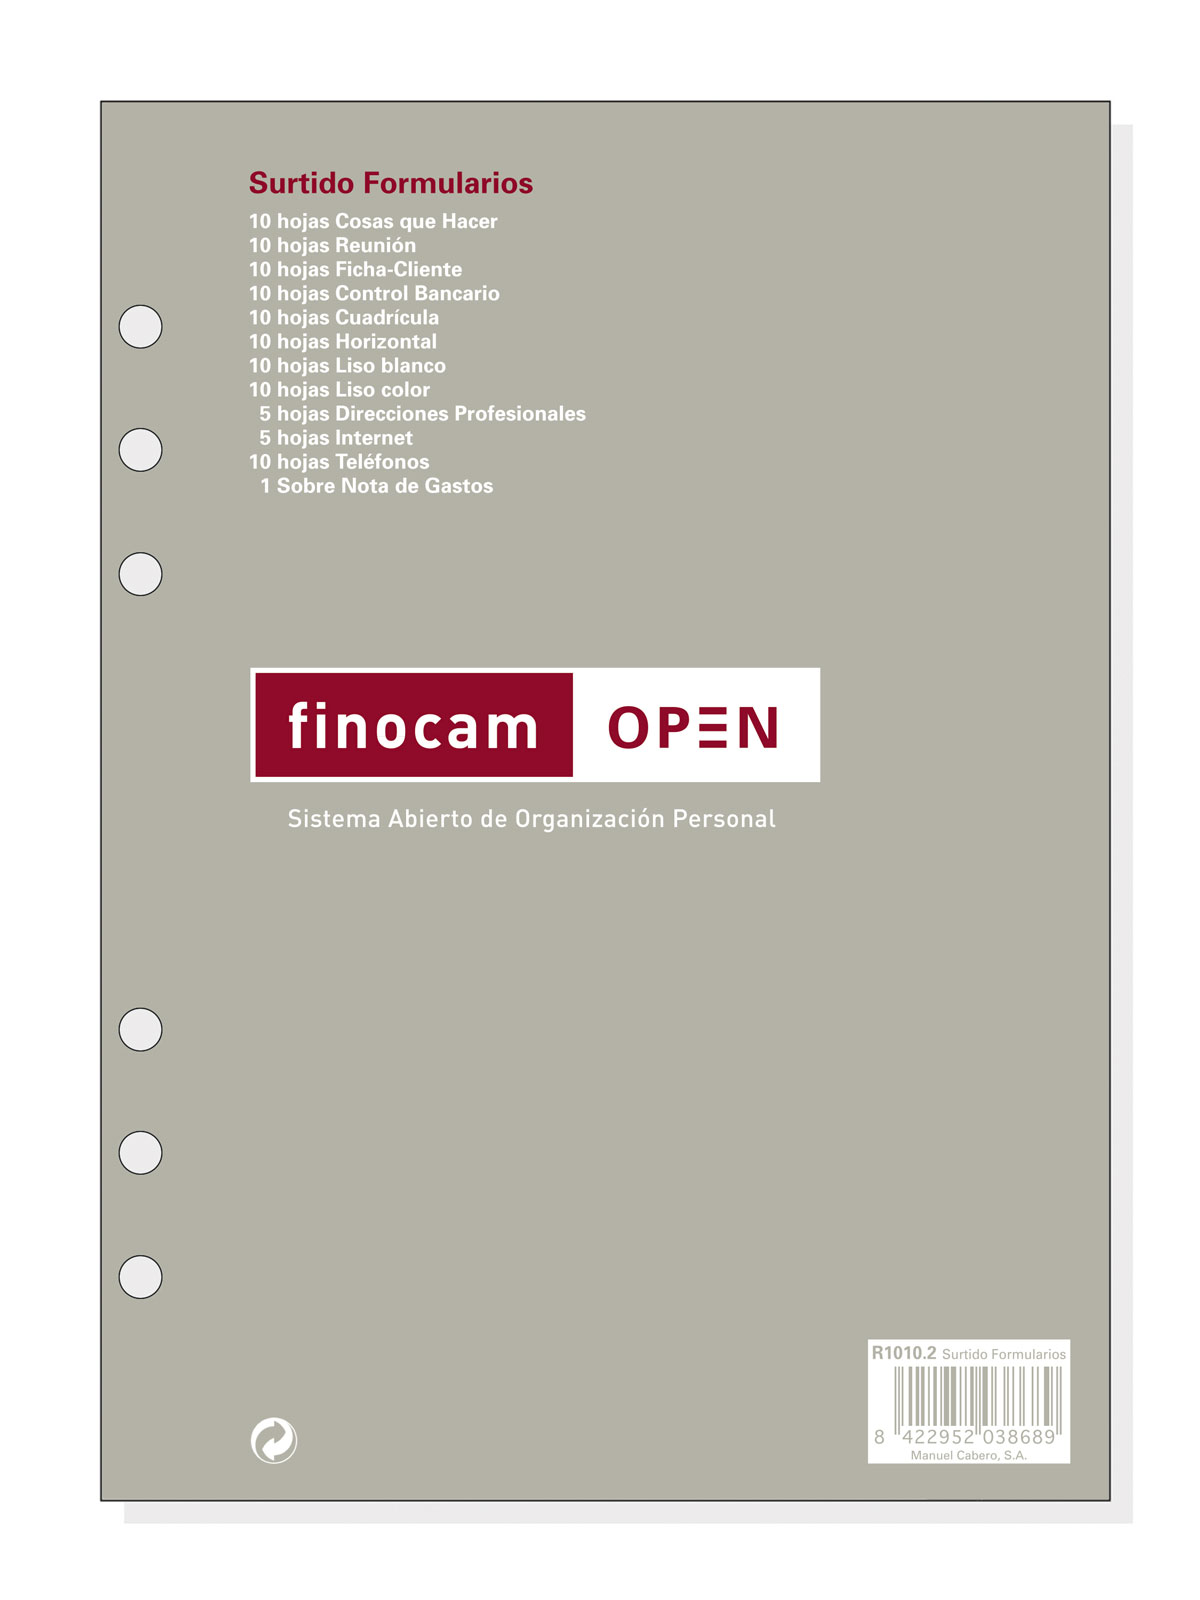 Surtido Formularios
10 hojas Cosas que Hacer
10 hojas Reunión
10 hojas Ficha-Cliente
10 hojas Control Bancario
10 hojas Cuadrícula
10 hojas Horizontal
10 hojas Liso blanco
10 hojas Liso color
5 hojas Direcciones Profesionales
5 hojas Internet
10 hojas Teléfonos
1 Sobre Nota de Gastos
finocam OPEN
Sistema Abierto de Organización Personal
R1010.2 Surtido Formularios
8 422952 038689
Manuel Cabero, S.A.